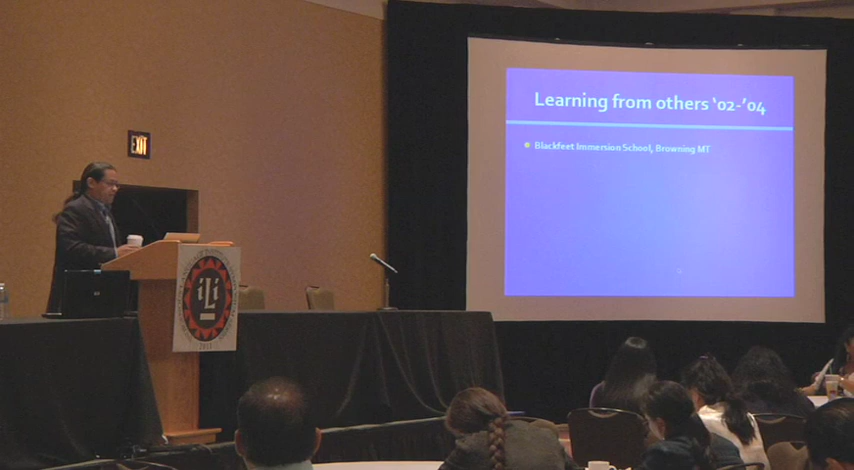 EXIT
Learning from others '02-'04
Blackfeet Immersion School, Browning MT
iLi